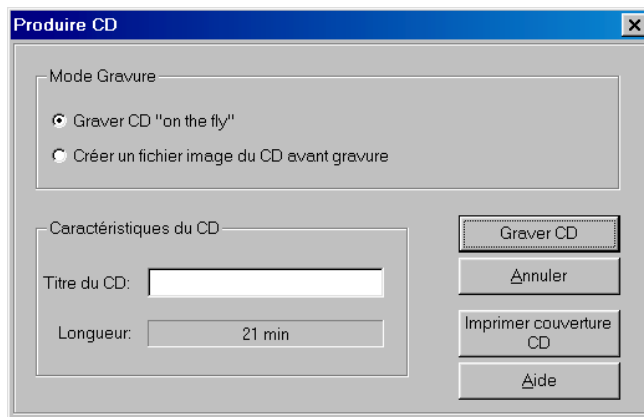 Produire CD
Mode Gravure
Graver CD "on the fly"
Créer un fichier image du CD avant gravure
Caractéristiques du CD
Titre du CD:
Longueur:
21 min
Graver CD
Annuler
Imprimer couverture
CD
Aide